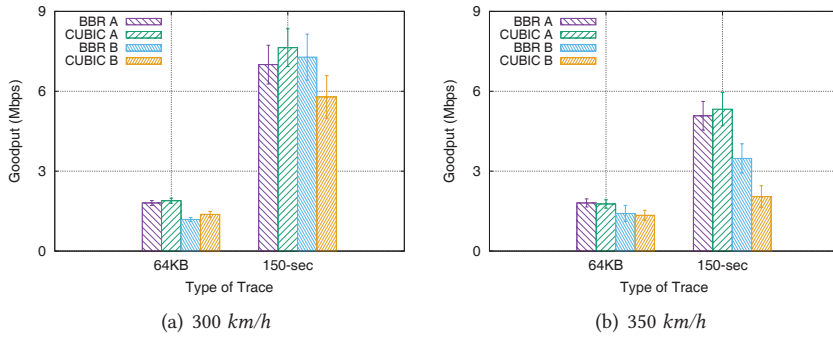 BBR A
CUBIC A
BBR B
CUBIC B
9
6
3
0
Goodput (Mbps)
64KB
150-sec
Type of Trace
(a) 300 km/h
BBR A
CUBIC A
BBR B
CUBIC B
9
6
3
0
Goodput (Mbps)
64KB
150-sec
Type of Trace
(b) 350 km/h